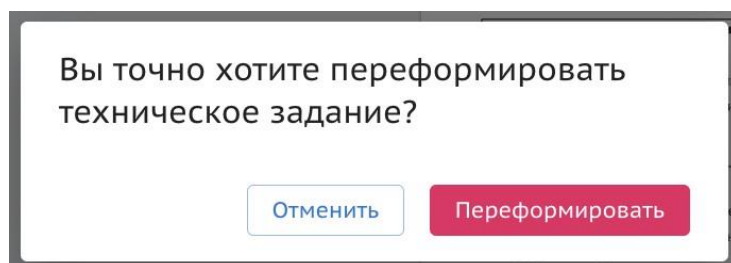 Вы точно хотите переформировать
техническое задание?
Отменить
Переформировать